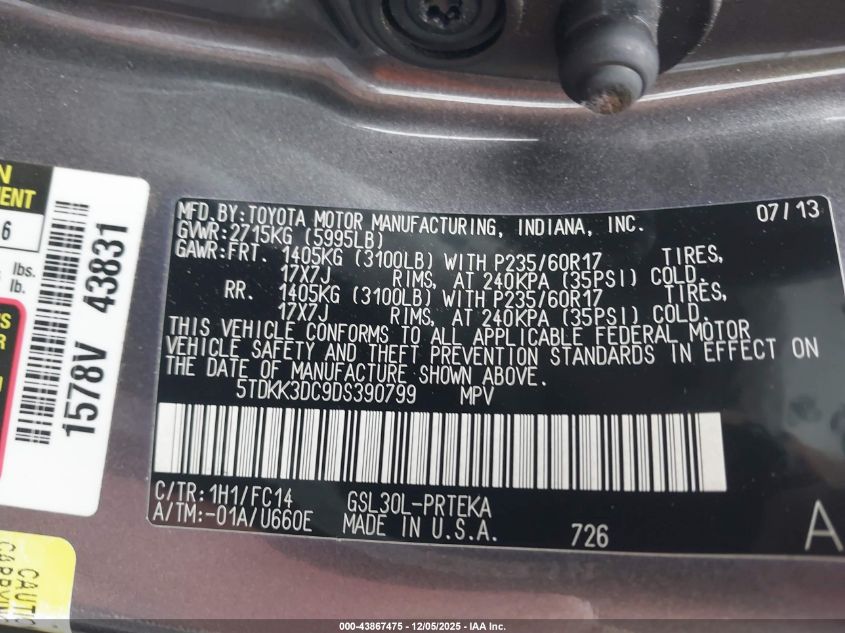 MFD.BY:TOYOTA MOTOR MANUFACTURING, INDIANA, INC. 07/13
GVWR:2715KG (5995LB)
GAWR:FRT. 1405KG (3100LB) WITH P235/60R17 TIRES,
17X7J RIMS, AT 240KPA (35PSI) COLD.
RR. 1405KG (3100LB) WITH P235/60R17 TIRES,
17X7J RIMS, AT 240KPA (35PSI) COLD.
THIS VEHICLE CONFORMS TO ALL APPLICABLE FEDERAL MOTOR
VEHICLE SAFETY AND THEFT PREVENTION STANDARDS IN EFFECT ON
THE DATE OF MANUFACTURE SHOWN ABOVE.
5TDKK3DC9DS390799 MPV
C/TR:1H1/FC14 GSL30L-PRTEKA
A/TM:-01A/U660E MADE IN U.S.A. 726 A
6
lbs.
lb.
1578V 43831
000-43867475 — 12/05/2025 — IAA Inc.